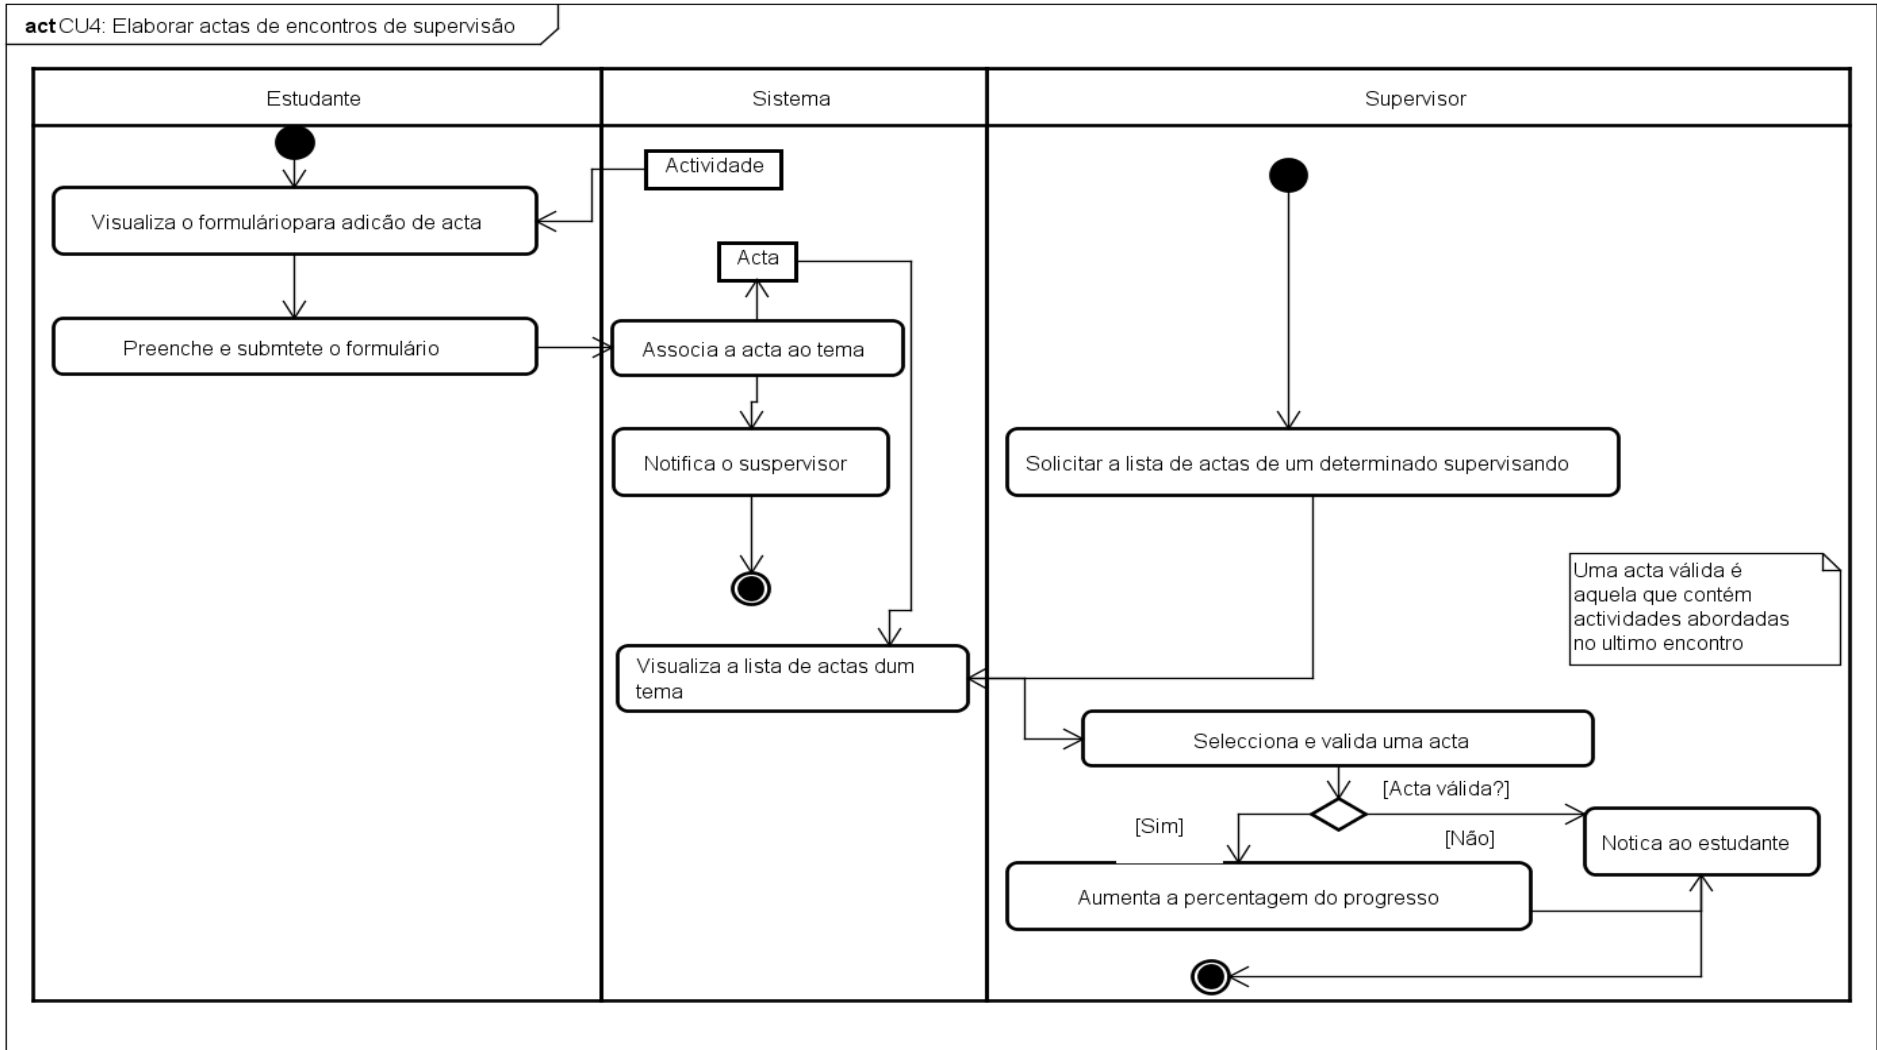 act CU4: Elaborar actas de encontros de supervisão
Estudante
Sistema
Supervisor
Actividade
Visualiza o formuláriopara adicão de acta
Acta
Preenche e submtete o formulário
Associa a acta ao tema
Notifica o suspervisor
Solicitar a lista de actas de um determinado supervisando
Uma acta válida é
aquela que contém
actividades abordadas
no ultimo encontro
Visualiza a lista de actas dum
tema
Selecciona e valida uma acta
[Acta válida?]
[Sim]
[Não]
Notica ao estudante
Aumenta a percentagem do progresso